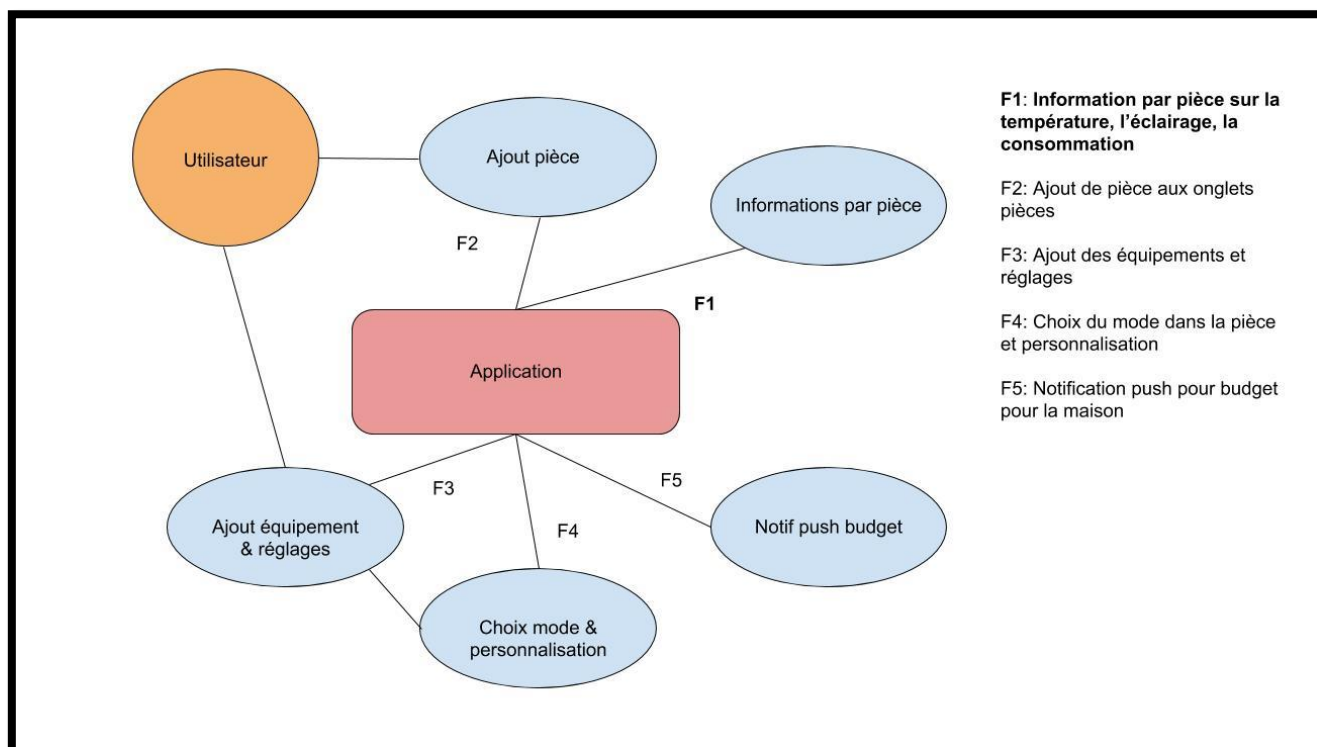 Utilisateur
Ajout pièce
Informations par pièce
F2
F1
Application
F3
F4
F5
Ajout équipement
& réglages
Choix mode &
personnalisation
Notif push budget
F1: Information par pièce sur la
température, l’éclairage, la
consommation
F2: Ajout de pièce aux onglets
pièces
F3: Ajout des équipements et
réglages
F4: Choix du mode dans la pièce
et personnalisation
F5: Notification push pour budget
pour la maison